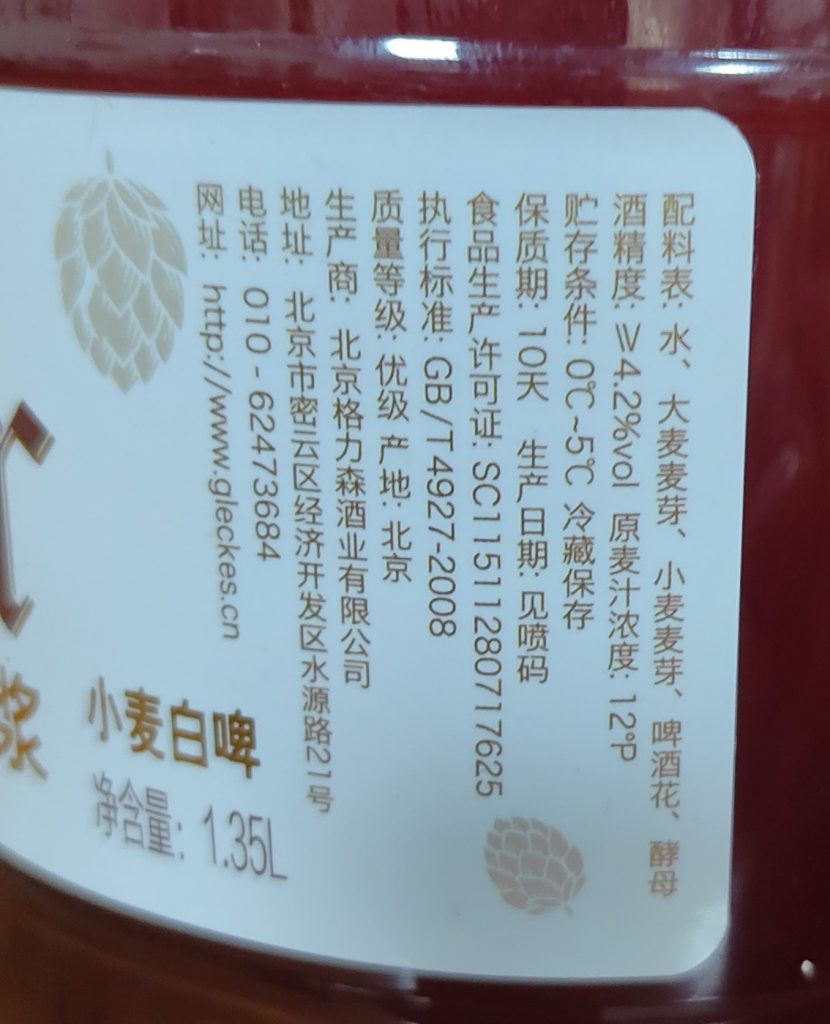 配料表: 水、大麦麦芽、小麦麦芽、啤酒花、酵母
酒精度: ≥4.2%vol 原麦汁浓度: 12°P
贮存条件: 0℃~5℃ 冷藏保存
保质期: 10天 生产日期: 见喷码
食品生产许可证: SC11511280717625
执行标准: GB/T4927-2008
质量等级: 优级 产地: 北京
生产商: 北京格力森酒业有限公司
地址: 北京市密云区经济开发区水源路21号
电话: 010-62473684
网址: http://www.gleckes.cn
小麦白啤
净含量: 1.35L
浆